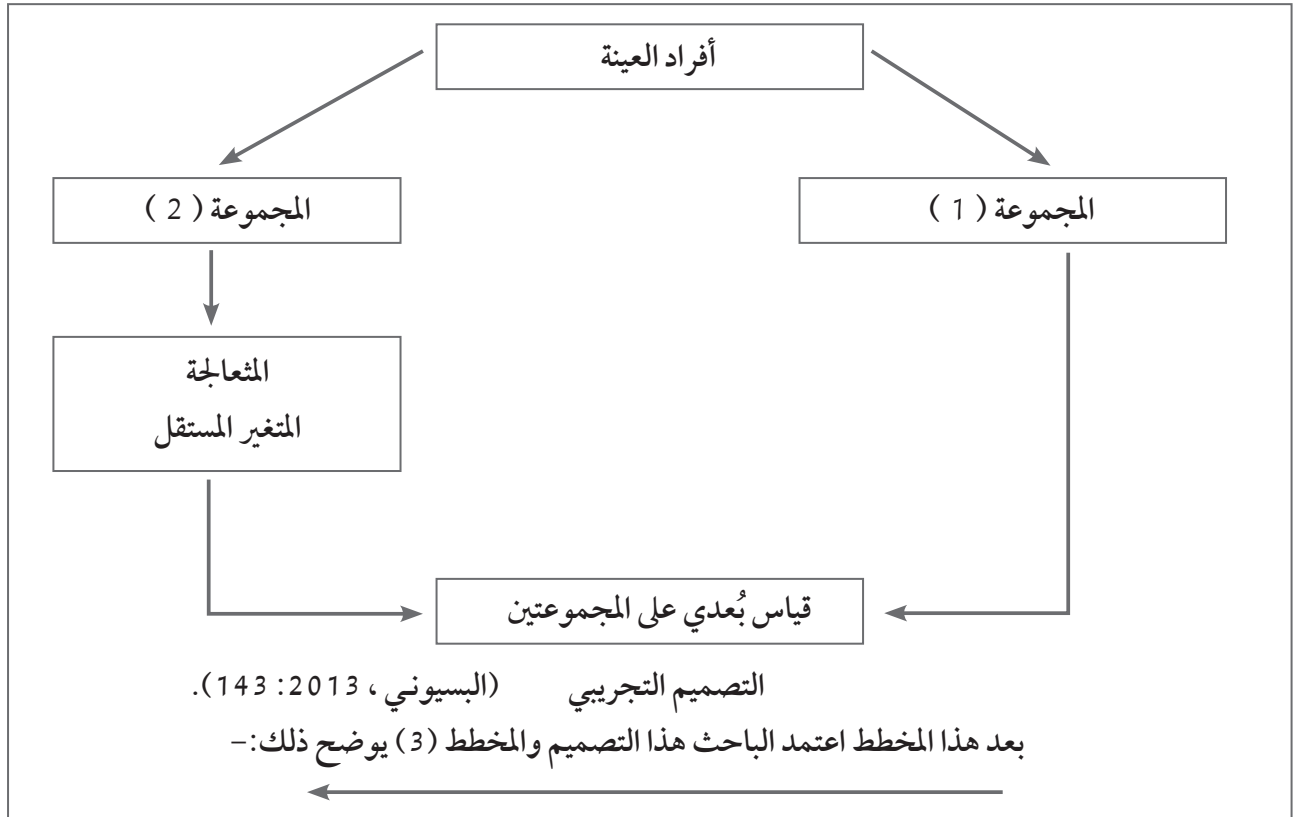 أفراد العينة
المجموعة ( 1 )
المجموعة ( 2 )
المثعالجة
المتغير المستقل
قياس بُعدي على المجموعتين
التصميم التجريبي (البسيوني ، 2013: 143).
بعد هذا المخطط اعتمد الباحث هذا التصميم والمخطط (3) يوضح ذلك:-